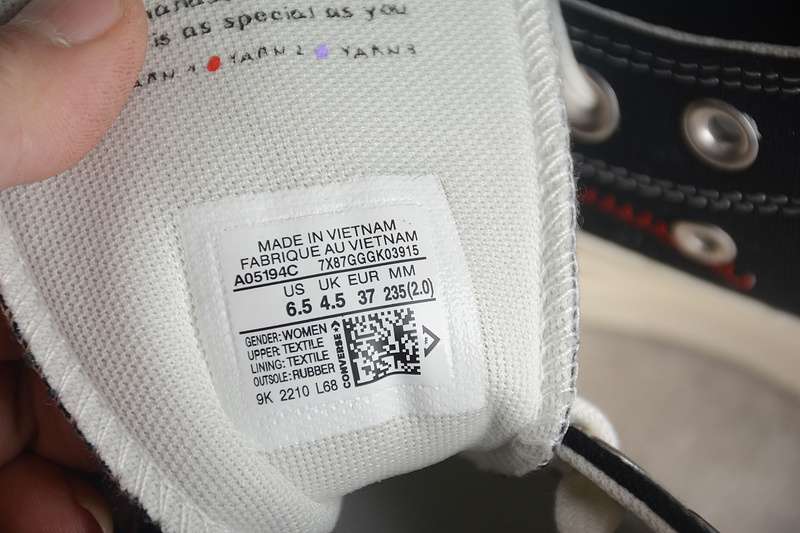 is as special as you
YARN 2 YARN 3
MADE IN VIETNAM
FABRIQUE AU VIETNAM
A05194C 7X87GGGK03915
US UK EUR MM
6.5 4.5 37 235(2.0)
GENDER: WOMEN
UPPER: TEXTILE
LINING: TEXTILE
OUTSOLE: RUBBER
9K 2210 L68
CONVERSE